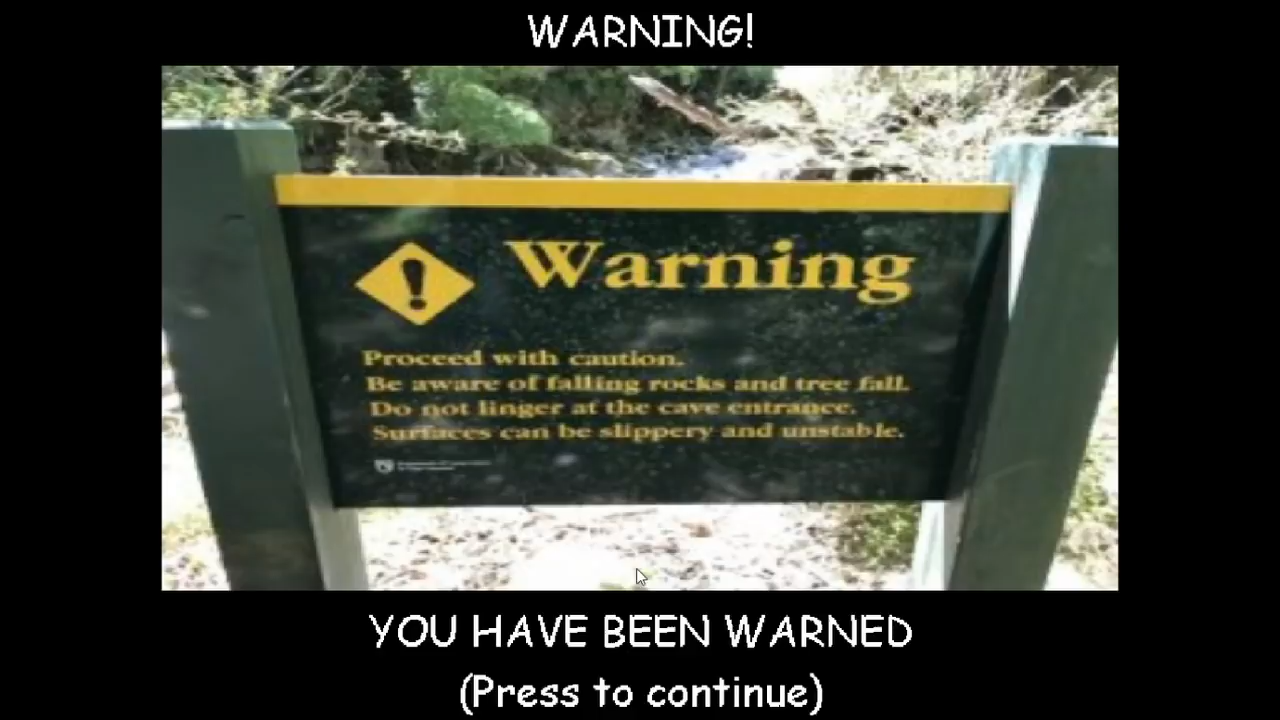 WARNING!
Warning
Proceed with caution.
Be aware of falling rocks and tree fall.
Do not linger at the cave entrance.
Surfaces can be slippery and unstable.
YOU HAVE BEEN WARNED
(Press to continue)